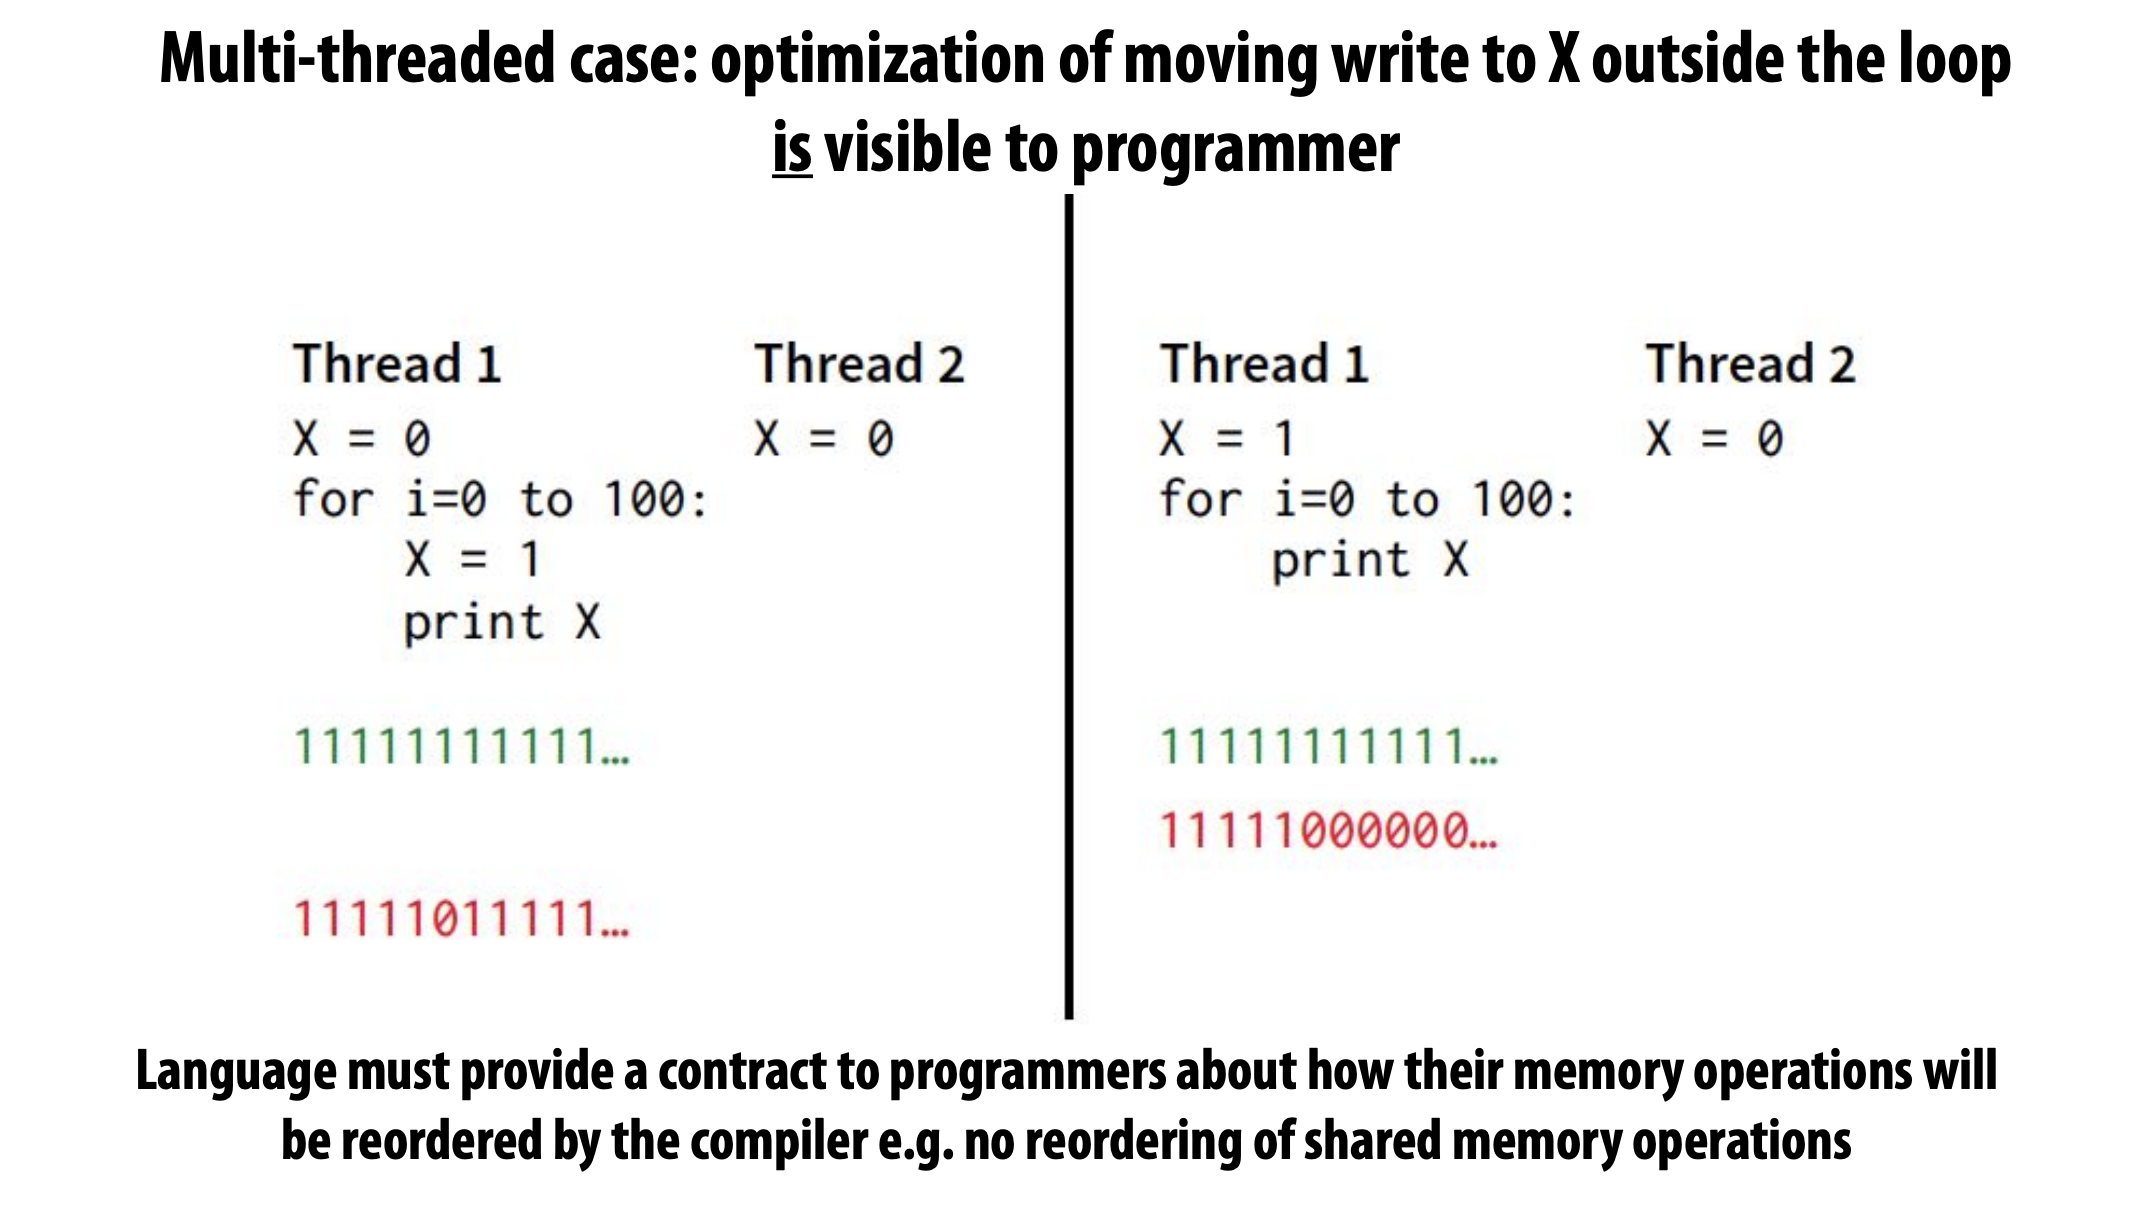 Multi-threaded case: optimization of moving write to X outside the loop
is visible to programmer
Thread 1
X = 0
for i=0 to 100:
    X = 1
    print X
11111111111…
11111011111…
Thread 2
X = 0
Thread 1
X = 1
for i=0 to 100:
    print X
11111111111…
11111000000…
Thread 2
X = 0
Language must provide a contract to programmers about how their memory operations will
be reordered by the compiler e.g. no reordering of shared memory operations